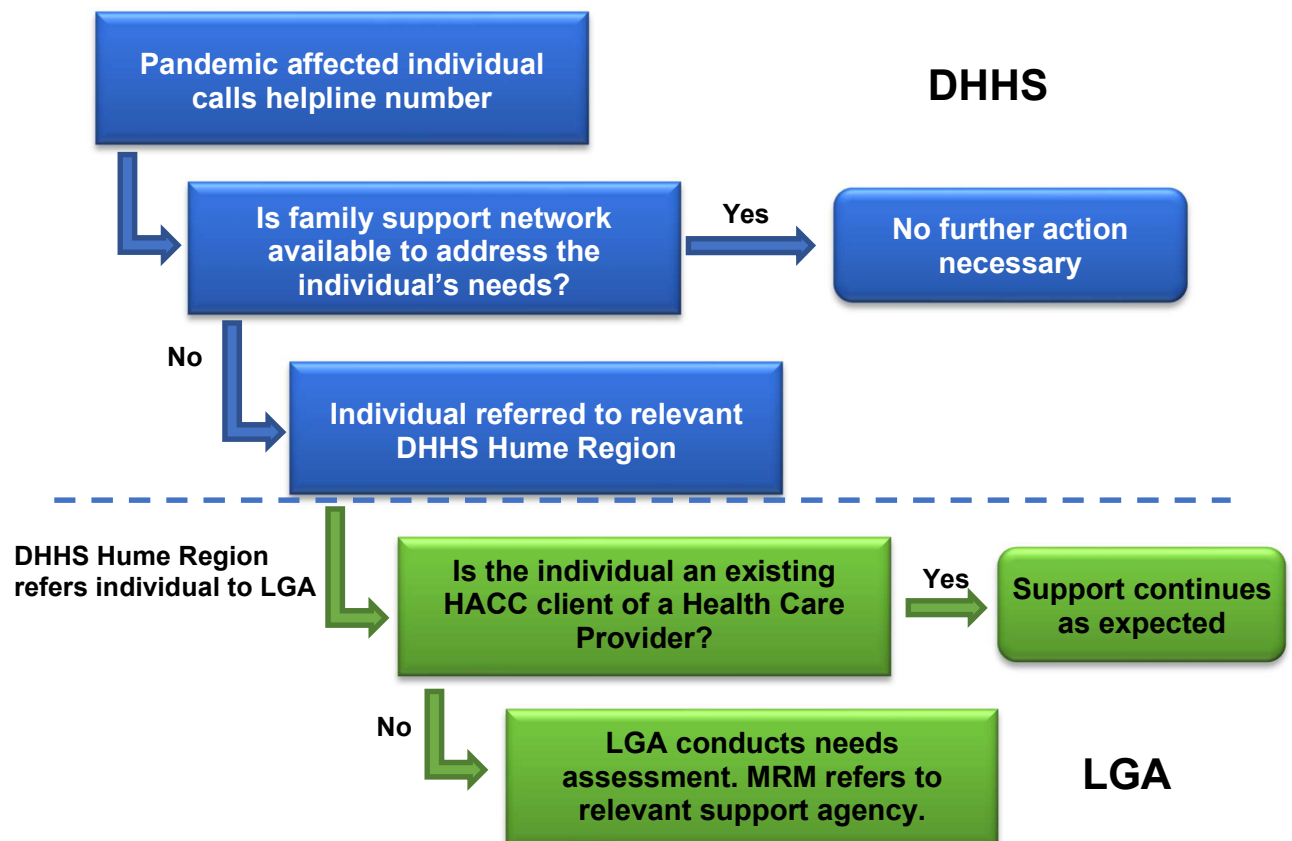 Pandemic affected individual
calls helpline number
DHHS
Is family support network
available to address the
individual’s needs?
Yes
No further action
necessary
No
Individual referred to relevant
DHHS Hume Region
DHHS Hume Region
refers individual to LGA
Is the individual an existing
HACC client of a Health Care
Provider?
Yes
Support continues
as expected
No
LGA conducts needs
assessment. MRM refers to
relevant support agency.
LGA